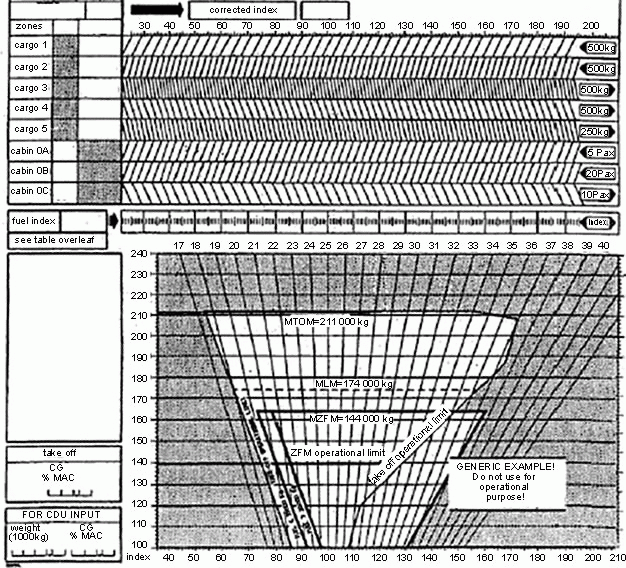 corrected index
zones 30 40 50 60 70 80 90 100 110 120 130 140 150 160 170 180 190 200
cargo 1 500kg
cargo 2 500kg
cargo 3 500kg
cargo 4 500kg
cargo 5 250kg
cabin 0A 5 Pax
cabin 0B 20Pax
cabin 0C 10Pax
fuel index Index
see table overleaf
17 18 19 20 21 22 23 24 25 26 27 28 29 30 31 32 33 34 35 36 37 38 39 40
240
230
220
210
200
190
180
170
160
150
140
130
120
110
100
MTOM=211 000 kg
MLM=174 000 kg
MZFM=144 000 kg
ZFM operational limit
take off operational limit
GENERIC EXAMPLE!
Do not use for
operational
purpose!
take off
CG
% MAC
FOR CDU INPUT
weight CG
(1000kg) % MAC
index 40 50 60 70 80 90 100 110 120 130 140 150 160 170 180 190 200 210